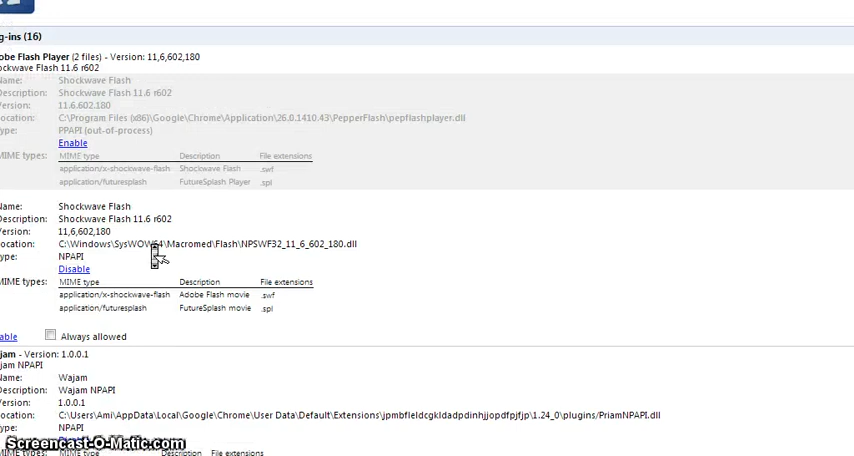 g-ins (16)
obe Flash Player (2 files) - Version: 11,6,602,180
ockwave Flash 11.6 r602
Name: Shockwave Flash
Description: Shockwave Flash 11.6 r602
Version: 11.6.602.180
Location: C:\Program Files (x86)\Google\Chrome\Application\26.0.1410.43\PepperFlash\pepflashplayer.dll
Type: PPAPI (out-of-process)
Enable
MIME types: MIME type Description File extensions
application/x-shockwave-flash Shockwave Flash .swf
application/futuresplash FutureSplash Player .spl
Name: Shockwave Flash
Description: Shockwave Flash 11.6 r602
Version: 11,6,602,180
Location: C:\Windows\SysWOW64\Macromed\Flash\NPSWF32_11_6_602_180.dll
Type: NPAPI
Disable
MIME types: MIME type Description File extensions
application/x-shockwave-flash Adobe Flash movie .swf
application/futuresplash FutureSplash movie .spl
able Always allowed
jam - Version: 1.0.0.1
jam NPAPI
Name: Wajam
Description: Wajam NPAPI
Version: 1.0.0.1
Location: C:\Users\Ami\AppData\Local\Google\Chrome\User Data\Default\Extensions\jpmbfleldcgkldadpdinhjjopdfpjfjp\1.24_0\plugins/PriamNPAPI.dll
Type: NPAPI
Screencast-O-Matic.com
MIME types: MIME type Description File extensions